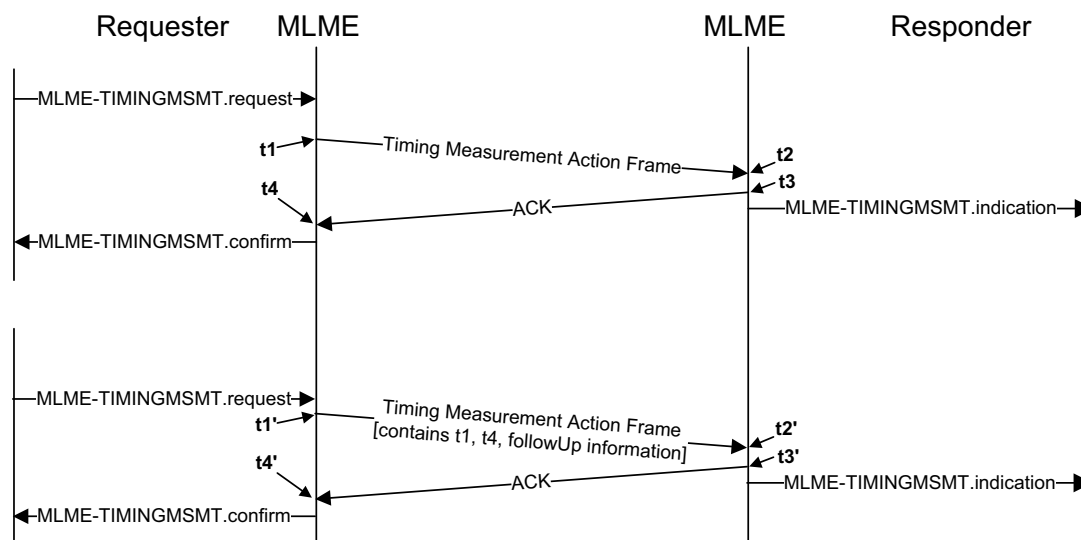 Requester MLME MLME Responder
MLME-TIMINGMSMT.request
t1 Timing Measurement Action Frame t2
t4 ACK t3
MLME-TIMINGMSMT.indication
MLME-TIMINGMSMT.confirm
MLME-TIMINGMSMT.request
t1' Timing Measurement Action Frame
[contains t1, t4, followUp information] t2'
t4' ACK t3'
MLME-TIMINGMSMT.indication
MLME-TIMINGMSMT.confirm